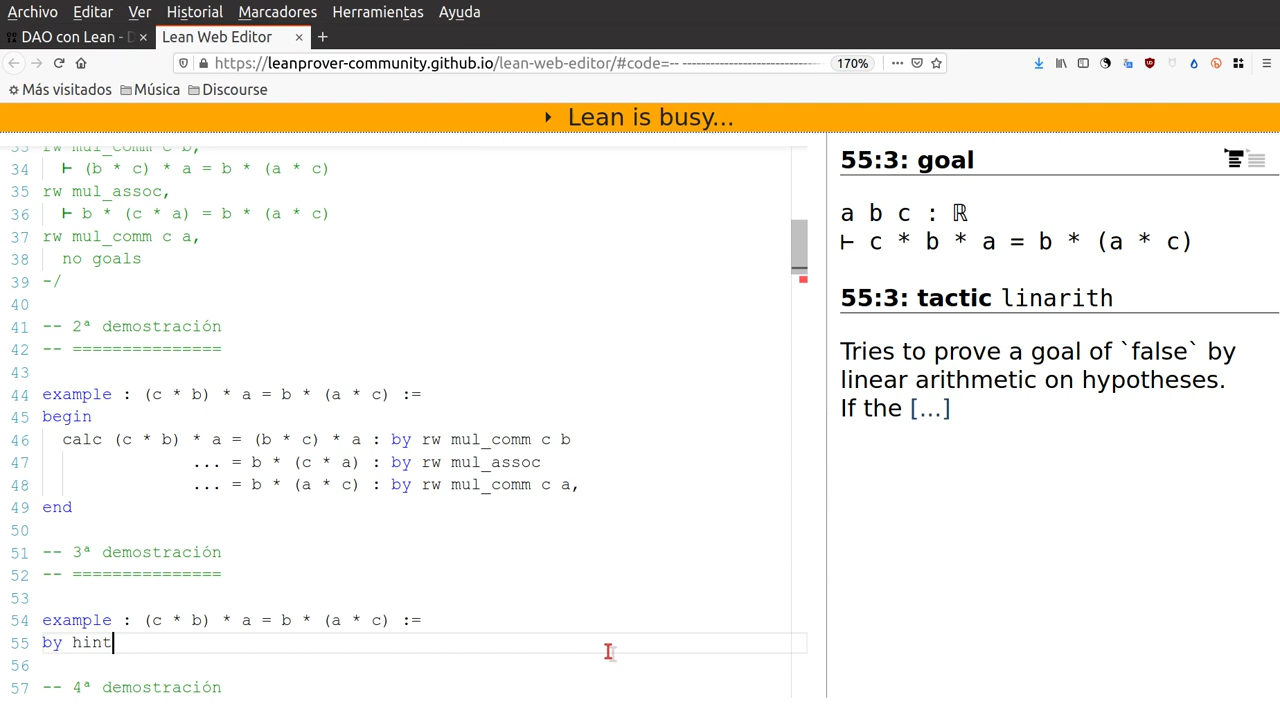 Archivo Editar Ver Historial Marcadores Herramientas Ayuda
DAO con Lean - D × Lean Web Editor × +
https://leanprover-community.github.io/lean-web-editor/#code=-- ---------------------------------- 170%
Más visitados Música Discourse
Lean is busy...
33 rw mul_comm c b,
34 ⊢ (b * c) * a = b * (a * c)
35 rw mul_assoc,
36 ⊢ b * (c * a) = b * (a * c)
37 rw mul_comm c a,
38 no goals
39 -/
40
41 -- 2ª demostración
42 -- ===============
43
44 example : (c * b) * a = b * (a * c) :=
45 begin
46 calc (c * b) * a = (b * c) * a : by rw mul_comm c b
47 ... = b * (c * a) : by rw mul_assoc
48 ... = b * (a * c) : by rw mul_comm c a,
49 end
50
51 -- 3ª demostración
52 -- ===============
53
54 example : (c * b) * a = b * (a * c) :=
55 by hint
56
57 -- 4ª demostración
55:3: goal
a b c : ℝ
⊢ c * b * a = b * (a * c)
55:3: tactic linarith
Tries to prove a goal of `false` by
linear arithmetic on hypotheses.
If the [...]